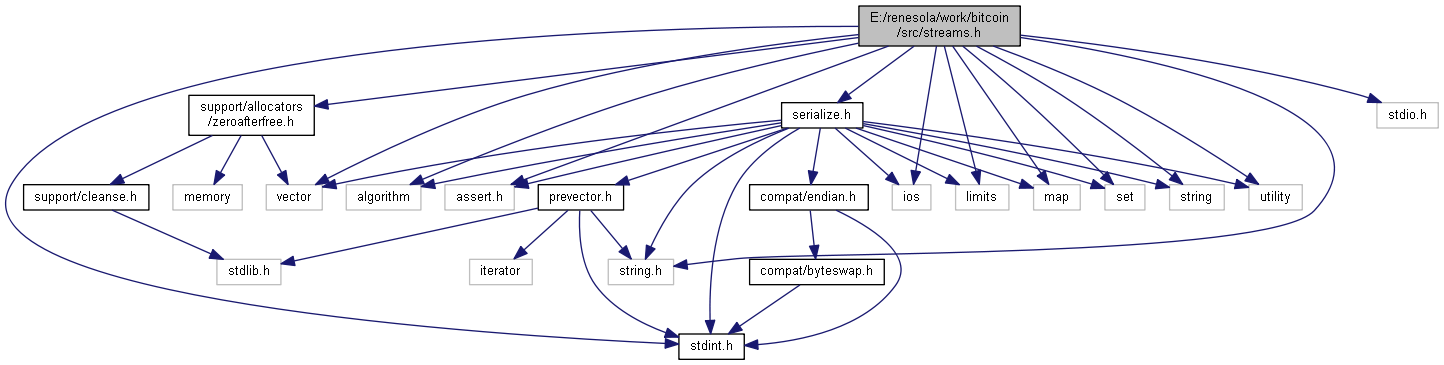 E:/renesola/work/bitcoin
/src/streams.h
support/allocators
/zeroafterfree.h
serialize.h
stdio.h
support/cleanse.h
memory
vector
algorithm
assert.h
prevector.h
compat/endian.h
ios
limits
map
set
string
utility
stdlib.h
iterator
string.h
compat/byteswap.h
stdint.h